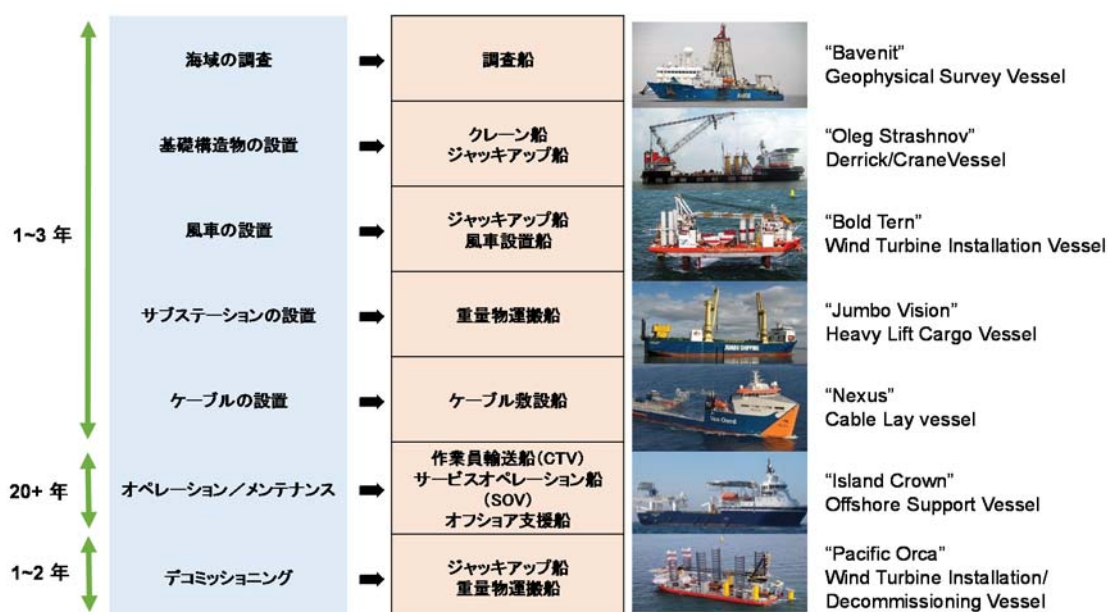 海域の調査
調査船
“Bavenit”
Geophysical Survey Vessel
基礎構造物の設置
クレーン船
ジャッキアップ船
“Oleg Strashnov”
Derrick/CraneVessel
1~3 年
風車の設置
ジャッキアップ船
風車設置船
“Bold Tern”
Wind Turbine Installation Vessel
サブステーションの設置
重量物運搬船
JUMBO SHIPPING
“Jumbo Vision”
Heavy Lift Cargo Vessel
ケーブルの設置
ケーブル敷設船
Van Oord
“Nexus”
Cable Lay vessel
20+ 年
オペレーション／メンテナンス
作業員輸送船(CTV)
サービスオペレーション船
(SOV)
オフショア支援船
“Island Crown”
Offshore Support Vessel
1~2 年
デコミッショニング
ジャッキアップ船
重量物運搬船
“Pacific Orca”
Wind Turbine Installation/
Decommissioning Vessel